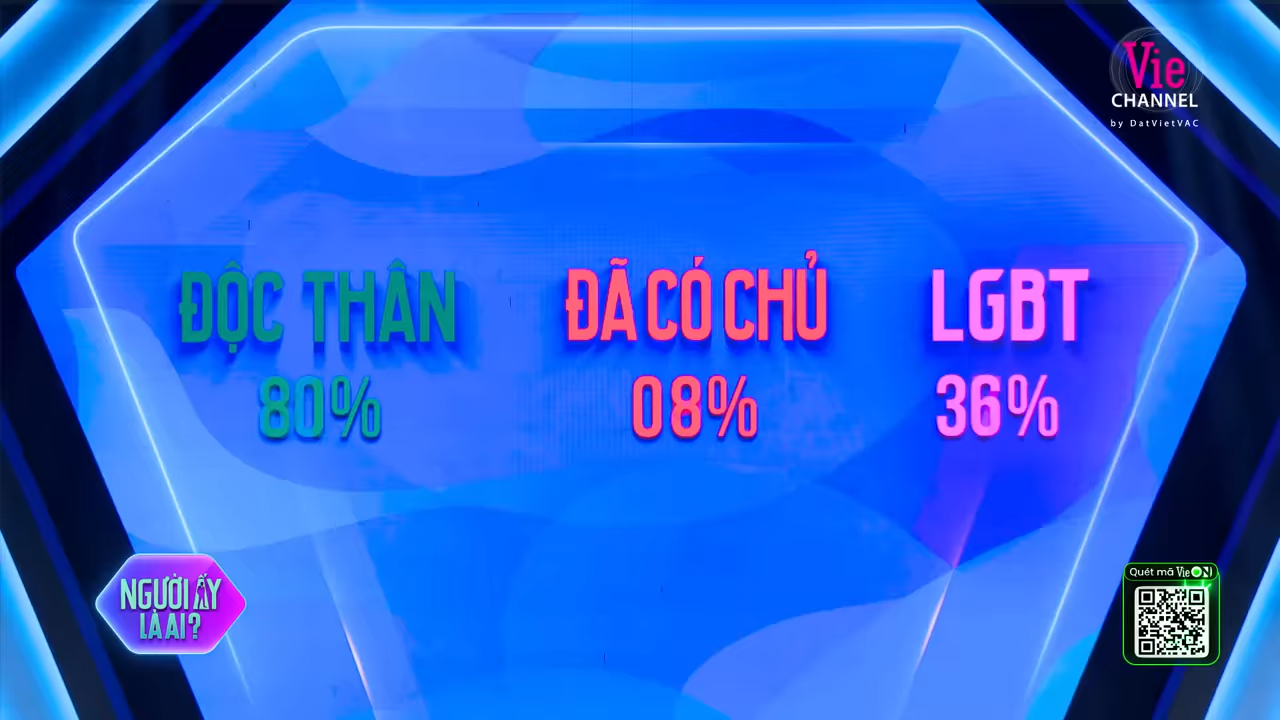 Vie
CHANNEL
by DatVietVAC
ĐỘC THÂN
ĐÃ CÓ CHỦ
LGBT
80%
08%
36%
NGƯỜI ẤY
LÀ AI?
Quét mã VieON